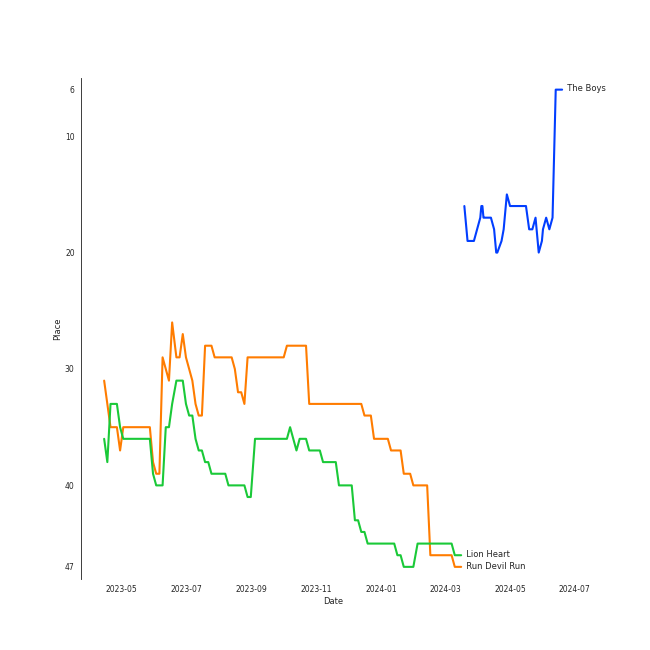 6
The Boys
10
20
30
40
47
Place
Lion Heart
Run Devil Run
2023-05
2023-07
2023-09
2023-11
2024-01
2024-03
2024-05
2024-07
Date